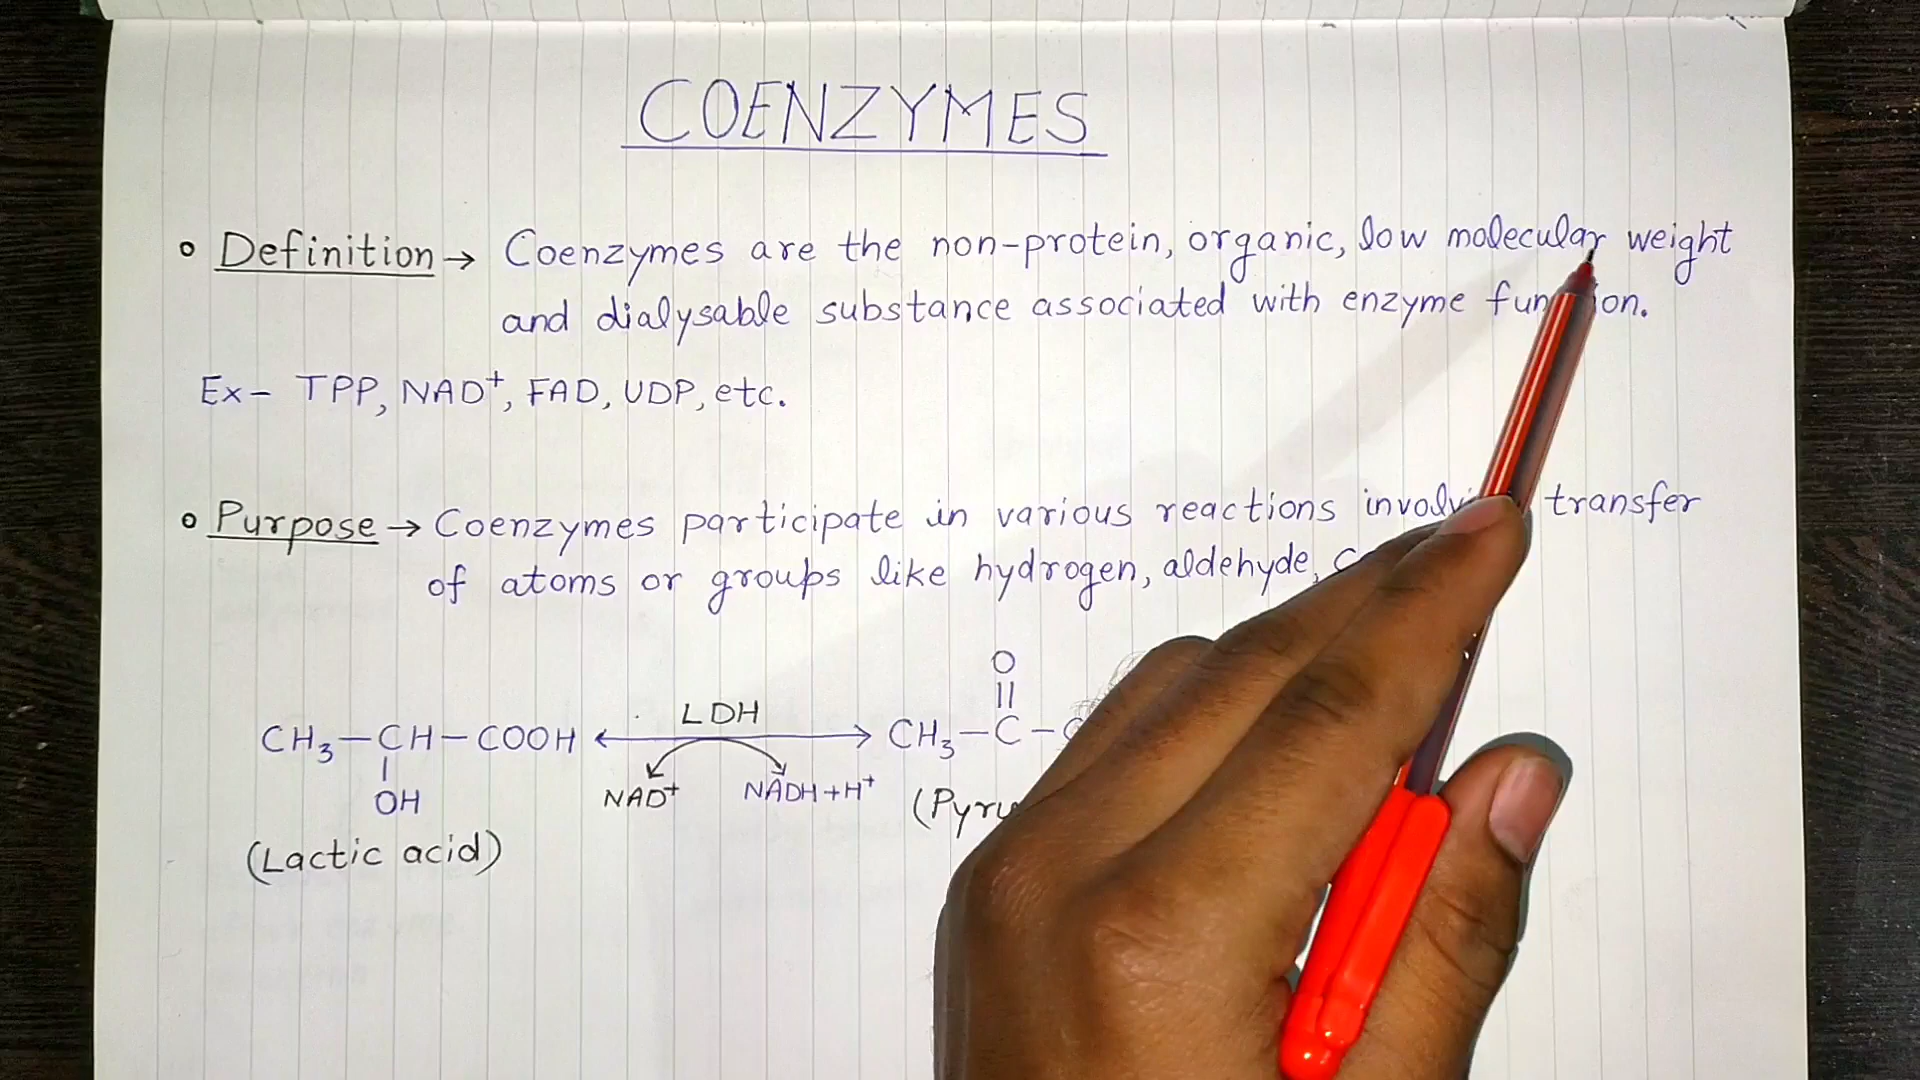 COENZYMES
Definition → Coenzymes are the non-protein, organic, low molecular weight
and dialysable substance associated with enzyme
Ex- TPP, NAD⁺, FAD, UDP, etc.
Purpose → Coenzymes participate in various reactions transfer
of atoms or groups like hydrogen, aldehyde,
O
||
LDH
CH₃-CH-COOH ⟷ CH₃-C-
|
NAD⁺ NADH+H⁺
OH
(Lactic acid)